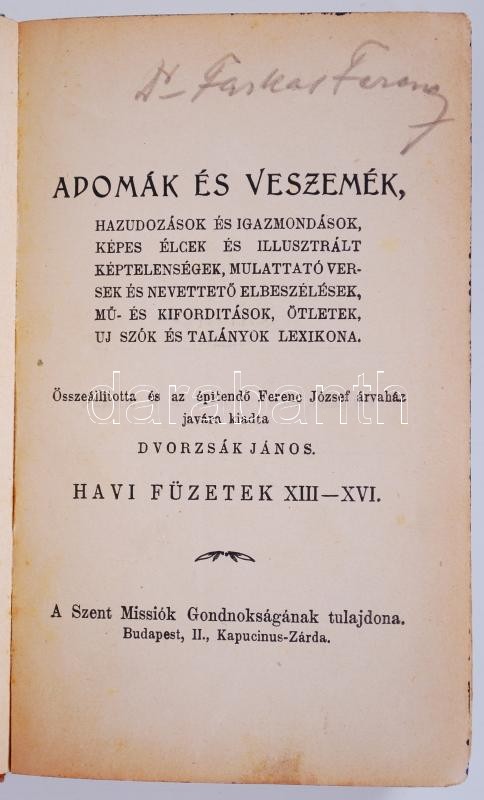 Dr Farkas Ferenc
ADOMÁK ÉS VESZEMÉK,
HAZUDOZÁSOK ÉS IGAZMONDÁSOK,
KÉPES ÉLCEK ÉS ILLUSZTRÁLT
KÉPTELENSÉGEK, MULATTATÓ VER-
SEK ÉS NEVETTETŐ ELBESZÉLÉSEK,
MŰ- ÉS KIFORDITÁSOK, ÖTLETEK,
UJ SZÓK ÉS TALÁNYOK LEXIKONA.
Összeállitotta és az épitendő Ferenc József árvaház
javára kiadta
darabanth
DVORZSÁK JÁNOS.
HAVI FÜZETEK XIII—XVI.
A Szent Missiók Gondnokságának tulajdona.
Budapest, II., Kapucinus-Zárda.